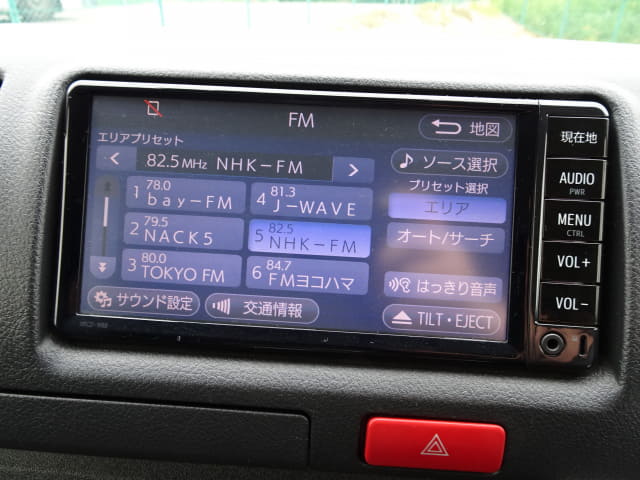 FM
地図
エリアプリセット
82.5MHz NHK-FM
ソース選択
プリセット選択
エリア
オート/サーチ
はっきり音声
TILT・EJECT
1 78.0 bay-FM
2 79.5 NACK5
3 80.0 TOKYO FM
4 81.3 J-WAVE
5 82.5 NHK-FM
6 84.7 FMヨコハマ
サウンド設定
交通情報
現在地
AUDIO
PWR
MENU
CTRL
VOL+
VOL-